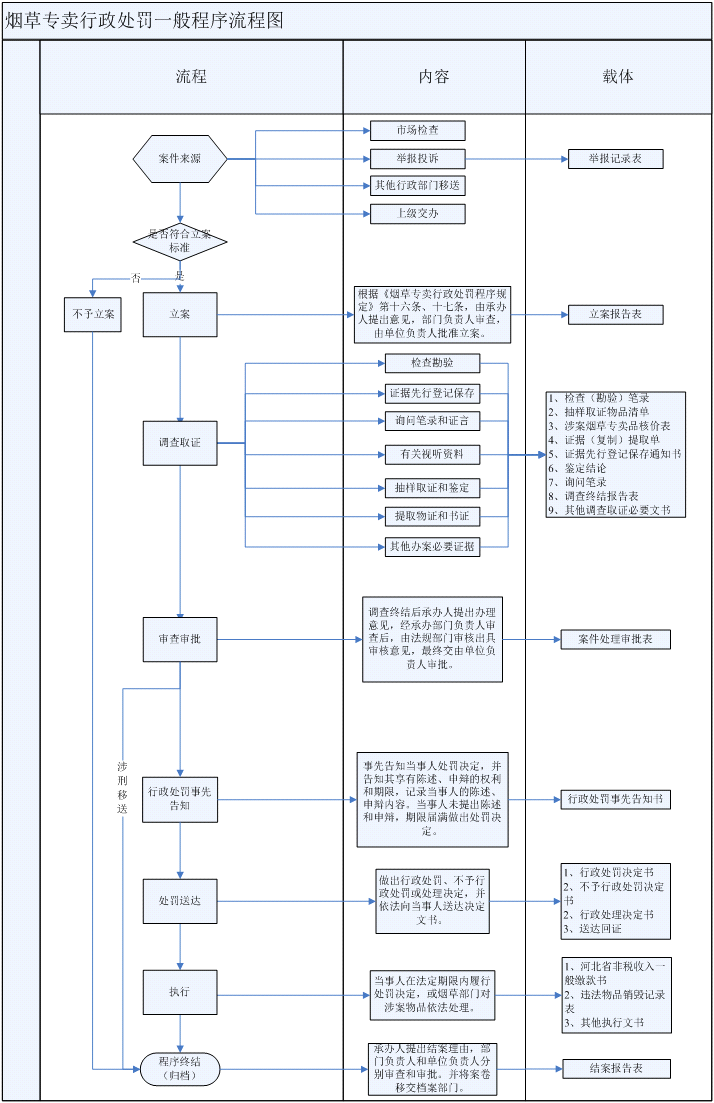 烟草专卖行政处罚一般程序流程图
流程
内容
载体
案件来源
市场检查
举报投诉
举报记录表
其他行政部门移送
上级交办
是否符合立案
标准
否
是
不予立案
立案
根据《烟草专卖行政处罚程序规
定》第十六条、十七条，由承办
人提出意见，部门负责人审查，
由单位负责人批准立案。
立案报告表
调查取证
检查勘验
证据先行登记保存
询问笔录和证言
有关视听资料
抽样取证和鉴定
提取物证和书证
其他办案必要证据
1、检查（勘验）笔录
2、抽样取证物品清单
3、涉案烟草专卖品核价表
4、证据（复制）提取单
5、证据先行登记保存通知书
6、鉴定结论
7、询问笔录
8、调查终结报告表
9、其他调查取证必要文书
审查审批
调查终结后承办人提出办理
意见，经承办部门负责人审
查后，由法规部门审核出具
审核意见，最终交由单位负
责人审批。
案件处理审批表
涉
刑
移
送
行政处罚事先
告知
事先告知当事人处罚决定，并
告知其享有陈述、申辩的权利
和期限，记录当事人的陈述、
申辩内容。当事人未提出陈述
和申辩，期限届满做出处罚决
定。
行政处罚事先告知书
处罚送达
做出行政处罚、不予行
政处罚或处理决定，并
依法向当事人送达决定
文书。
1、行政处罚决定书
2、不予行政处罚决定
书
2、行政处理决定书
3、送达回证
执行
当事人在法定期限内履行
处罚决定，或烟草部门对
涉案物品依法处理。
1、河北省非税收入一
般缴款书
2、违法物品销毁记录
表
3、其他执行文书
程序终结
（归档）
承办人提出结案理由，部
门负责人和单位负责人分
别审查和审批。并将案卷
移交档案部门。
结案报告表